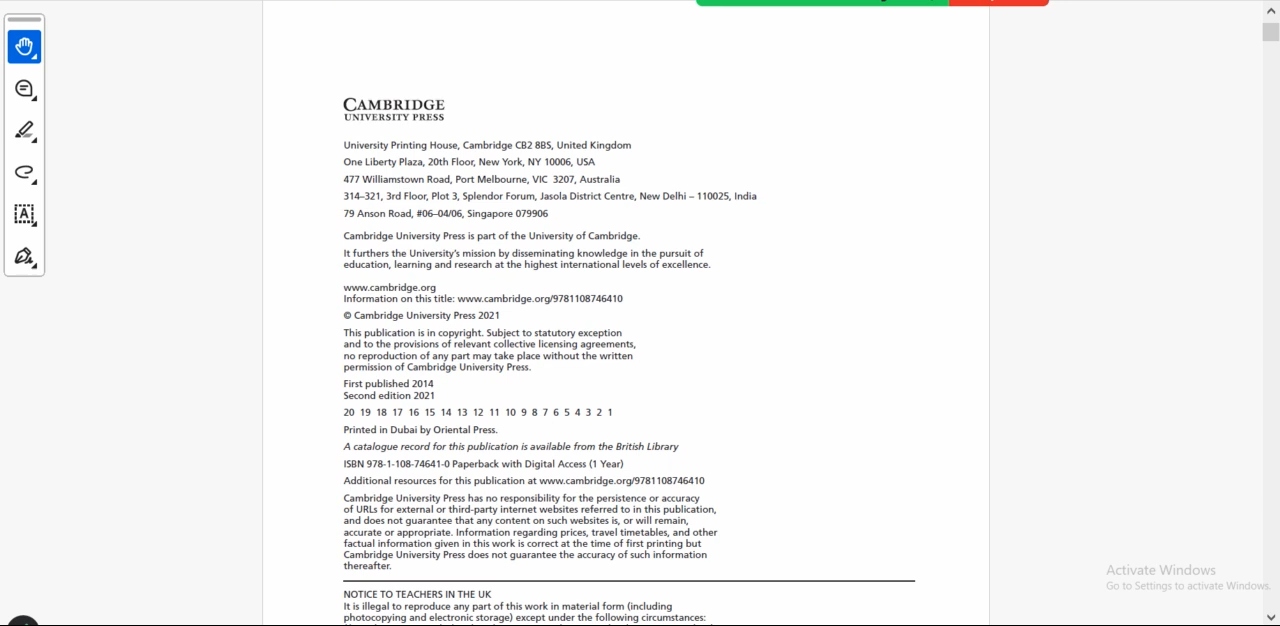 CAMBRIDGE
UNIVERSITY PRESS
University Printing House, Cambridge CB2 8BS, United Kingdom
One Liberty Plaza, 20th Floor, New York, NY 10006, USA
477 Williamstown Road, Port Melbourne, VIC 3207, Australia
314–321, 3rd Floor, Plot 3, Splendor Forum, Jasola District Centre, New Delhi – 110025, India
79 Anson Road, #06–04/06, Singapore 079906
Cambridge University Press is part of the University of Cambridge.
It furthers the University's mission by disseminating knowledge in the pursuit of
education, learning and research at the highest international levels of excellence.
www.cambridge.org
Information on this title: www.cambridge.org/9781108746410
© Cambridge University Press 2021
This publication is in copyright. Subject to statutory exception
and to the provisions of relevant collective licensing agreements,
no reproduction of any part may take place without the written
permission of Cambridge University Press.
First published 2014
Second edition 2021
20 19 18 17 16 15 14 13 12 11 10 9 8 7 6 5 4 3 2 1
Printed in Dubai by Oriental Press.
A catalogue record for this publication is available from the British Library
ISBN 978-1-108-74641-0 Paperback with Digital Access (1 Year)
Additional resources for this publication at www.cambridge.org/9781108746410
Cambridge University Press has no responsibility for the persistence or accuracy
of URLs for external or third-party internet websites referred to in this publication,
and does not guarantee that any content on such websites is, or will remain,
accurate or appropriate. Information regarding prices, travel timetables, and other
factual information given in this work is correct at the time of first printing but
Cambridge University Press does not guarantee the accuracy of such information
thereafter.
NOTICE TO TEACHERS IN THE UK
It is illegal to reproduce any part of this work in material form (including
photocopying and electronic storage) except under the following circumstances:
Activate Windows
Go to Settings to activate Windows.